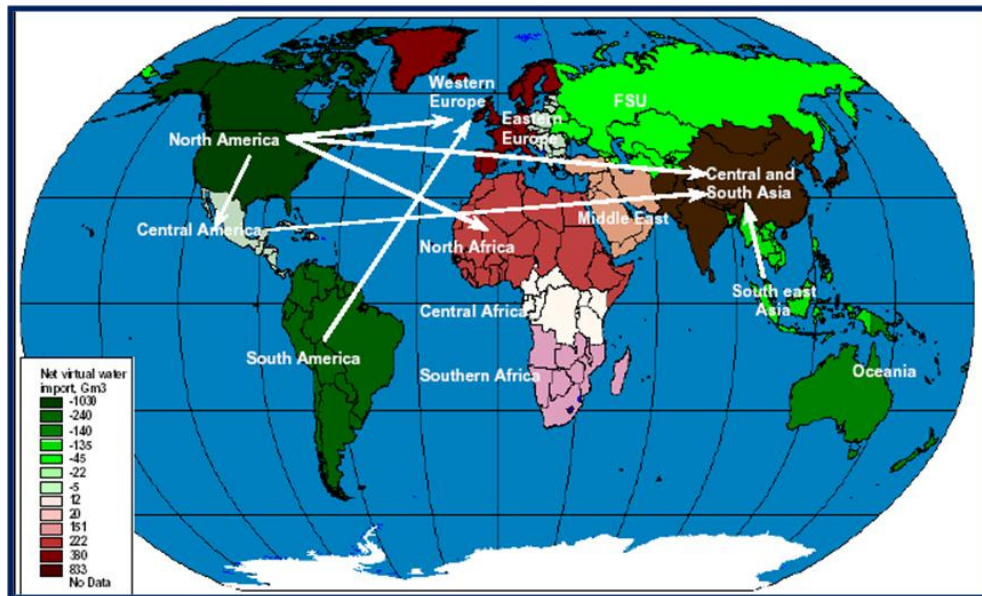 Western
Europe
FSU
Eastern
Europe
North America
Central and
South Asia
Central America
Middle East
North Africa
South east
Asia
Central Africa
South America
Southern Africa
Oceania
Net virtual water
import, Gm3
-1030
-240
-140
-135
-45
-22
-5
12
20
151
222
380
833
No Data